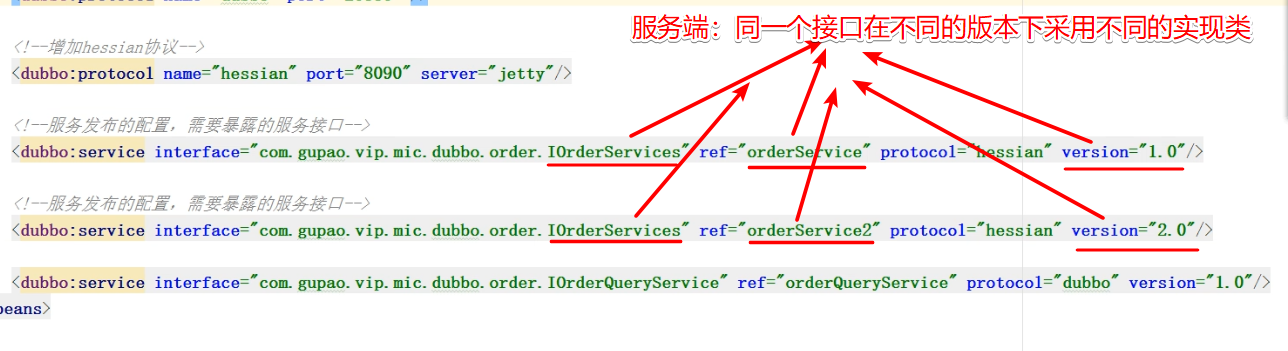 服务端：同一个接口在不同的版本下采用不同的实现类
<!--增加hessian协议-->
<dubbo:protocol name="hessian" port="8090" server="jetty"/>
<!--服务发布的配置，需要暴露的服务接口-->
<dubbo:service interface="com.gupao.vip.mic.dubbo.order.IOrderServices" ref="orderService" protocol="hessian" version="1.0"/>
<!--服务发布的配置，需要暴露的服务接口-->
<dubbo:service interface="com.gupao.vip.mic.dubbo.order.IOrderServices" ref="orderService2" protocol="hessian" version="2.0"/>
<dubbo:service interface="com.gupao.vip.mic.dubbo.order.IOrderQueryService" ref="orderQueryService" protocol="dubbo" version="1.0"/>
beans>